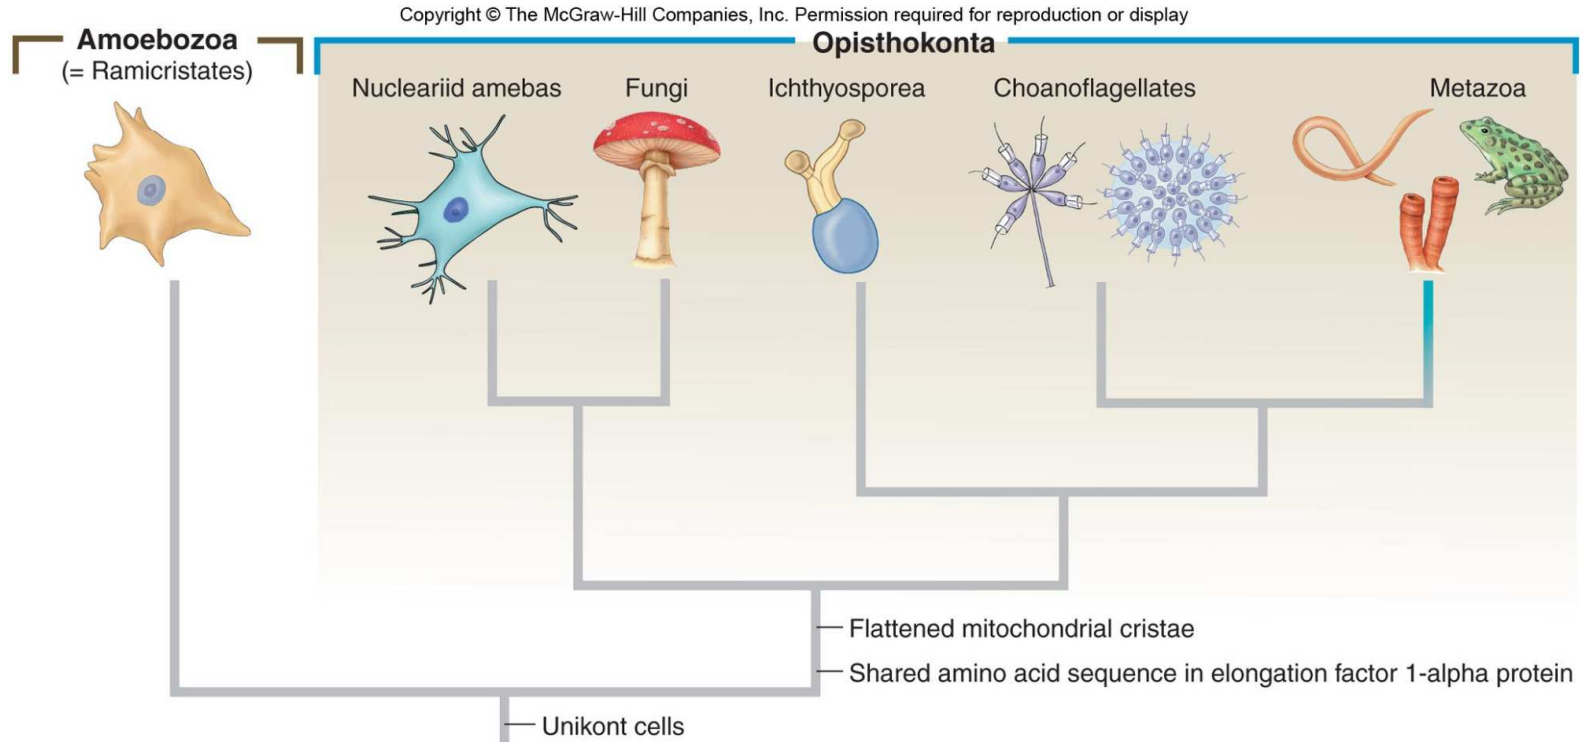 Copyright © The McGraw-Hill Companies, Inc. Permission required for reproduction or display
Amoebozoa
(= Ramicristates)
Opisthokonta
Nucleariid amebas
Fungi
Ichthyosporea
Choanoflagellates
Metazoa
Flattened mitochondrial cristae
Shared amino acid sequence in elongation factor 1-alpha protein
Unikont cells